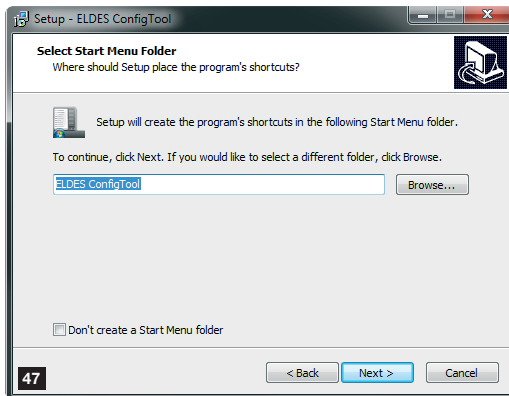 Setup - ELDES ConfigTool
Select Start Menu Folder
Where should Setup place the program's shortcuts?
Setup will create the program's shortcuts in the following Start Menu folder.
To continue, click Next. If you would like to select a different folder, click Browse.
ELDES ConfigTool
Browse...
Don't create a Start Menu folder
47
< Back
Next >
Cancel